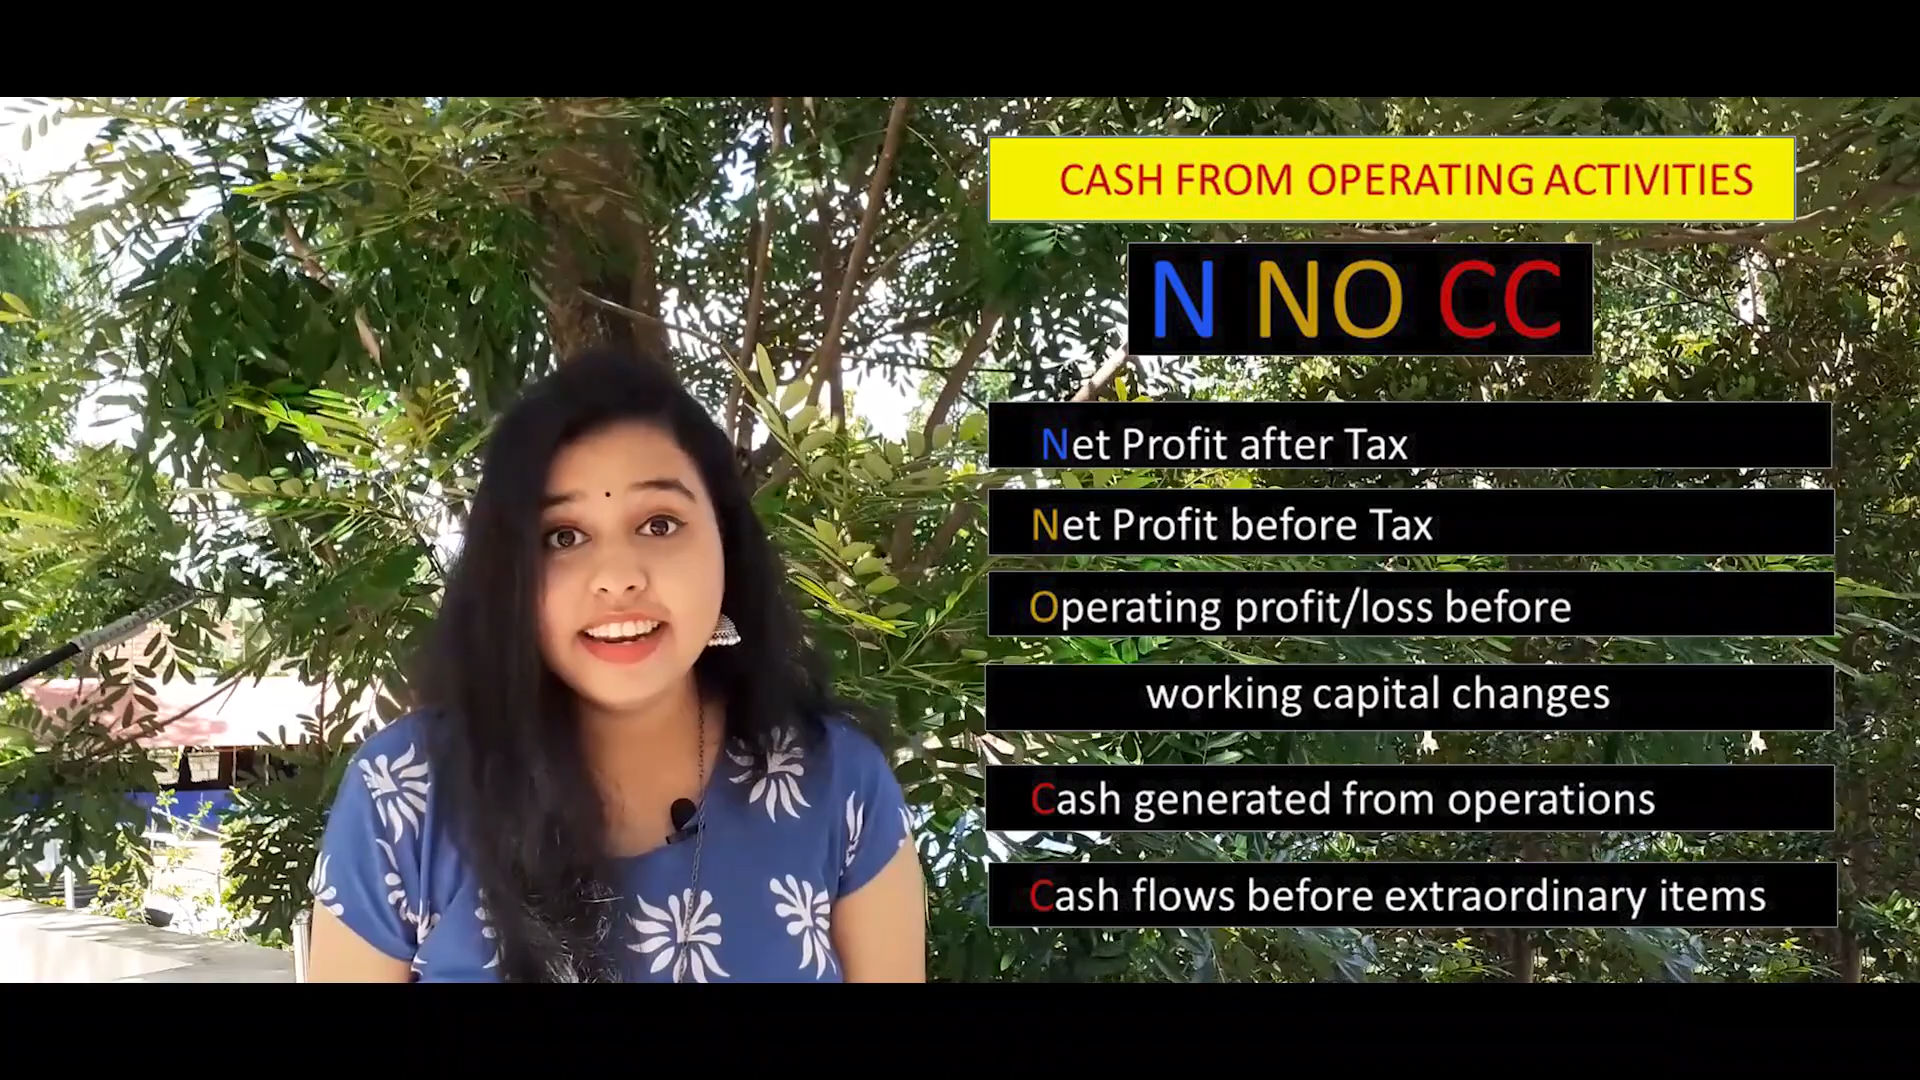 CASH FROM OPERATING ACTIVITIES
N NO CC
Net Profit after Tax
Net Profit before Tax
Operating profit/loss before
working capital changes
Cash generated from operations
Cash flows before extraordinary items